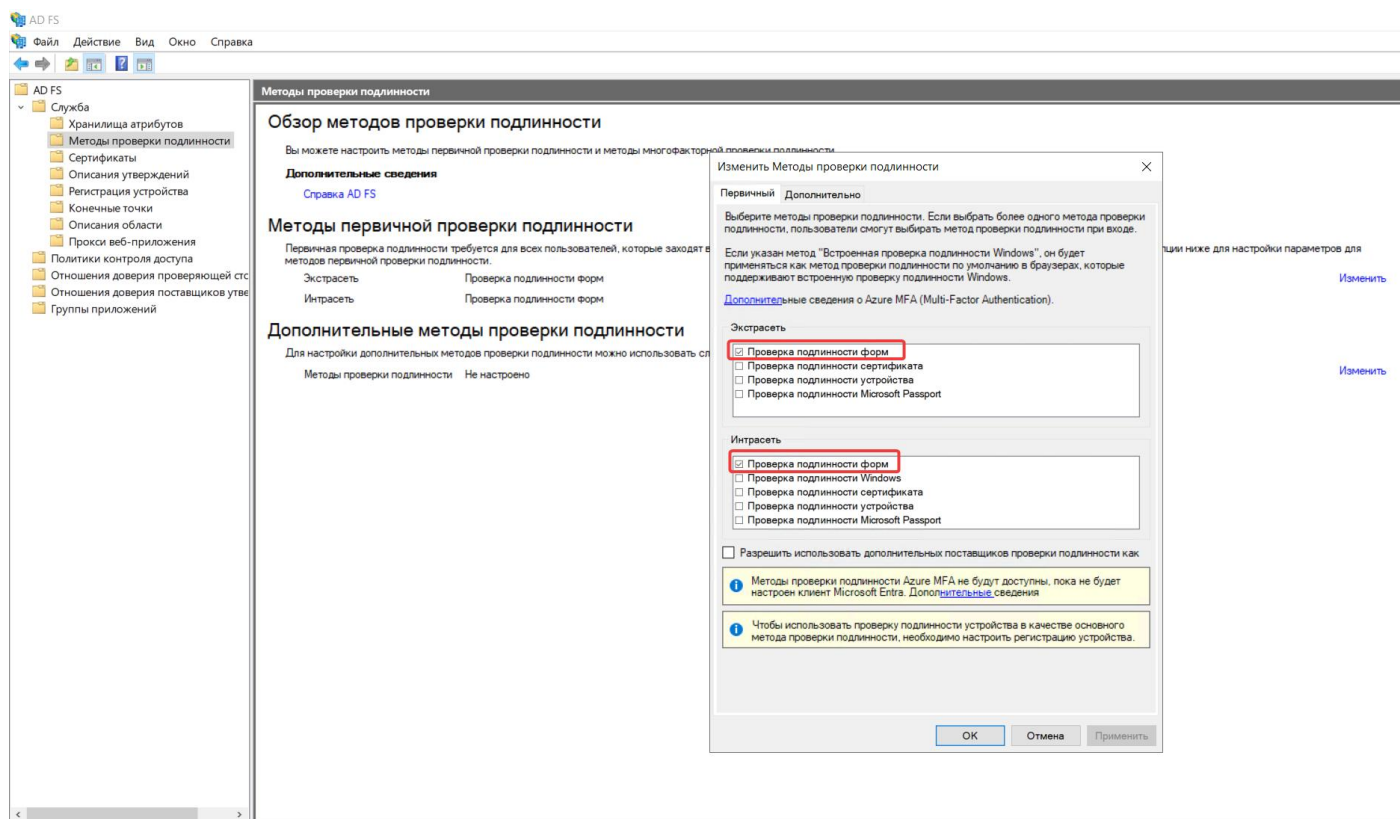 AD FS
Файл Действие Вид Окно Справка
AD FS
Служба
Хранилища атрибутов
Методы проверки подлинности
Сертификаты
Описания утверждений
Регистрация устройства
Конечные точки
Описания области
Прокси веб-приложения
Политики контроля доступа
Отношения доверия проверяющей стс
Отношения доверия поставщиков утве
Группы приложений
Методы проверки подлинности
Обзор методов проверки подлинности
Вы можете настроить методы первичной проверки подлинности и методы многофакторной проверки подлинности
Дополнительные сведения
Справка AD FS
Методы первичной проверки подлинности
Первичная проверка подлинности требуется для всех пользователей, которые заходят в
пции ниже для настройки параметров для
методов первичной проверки подлинности.
Экстрасеть Проверка подлинности форм Изменить
Интрасеть Проверка подлинности форм
Дополнительные методы проверки подлинности
Для настройки дополнительных методов проверки подлинности можно использовать сл
Методы проверки подлинности Не настроено Изменить
Изменить Методы проверки подлинности
Первичный Дополнительно
Выберите методы проверки подлинности. Если выбрать более одного метода проверки
подлинности, пользователи смогут выбирать метод проверки подлинности при входе.
Если указан метод "Встроенная проверка подлинности Windows", он будет
применяться как метод проверки подлинности по умолчанию в браузерах, которые
поддерживают встроенную проверку подлинности Windows.
Дополнительные сведения о Azure MFA (Multi-Factor Authentication).
Экстрасеть
Проверка подлинности форм
Проверка подлинности сертификата
Проверка подлинности устройства
Проверка подлинности Microsoft Passport
Интрасеть
Проверка подлинности форм
Проверка подлинности Windows
Проверка подлинности сертификата
Проверка подлинности устройства
Проверка подлинности Microsoft Passport
Разрешить использовать дополнительных поставщиков проверки подлинности как
Методы проверки подлинности Azure MFA не будут доступны, пока не будет
настроен клиент Microsoft Entra. Дополнительные сведения
Чтобы использовать проверку подлинности устройства в качестве основного
метода проверки подлинности, необходимо настроить регистрацию устройства.
ОК Отмена Применить